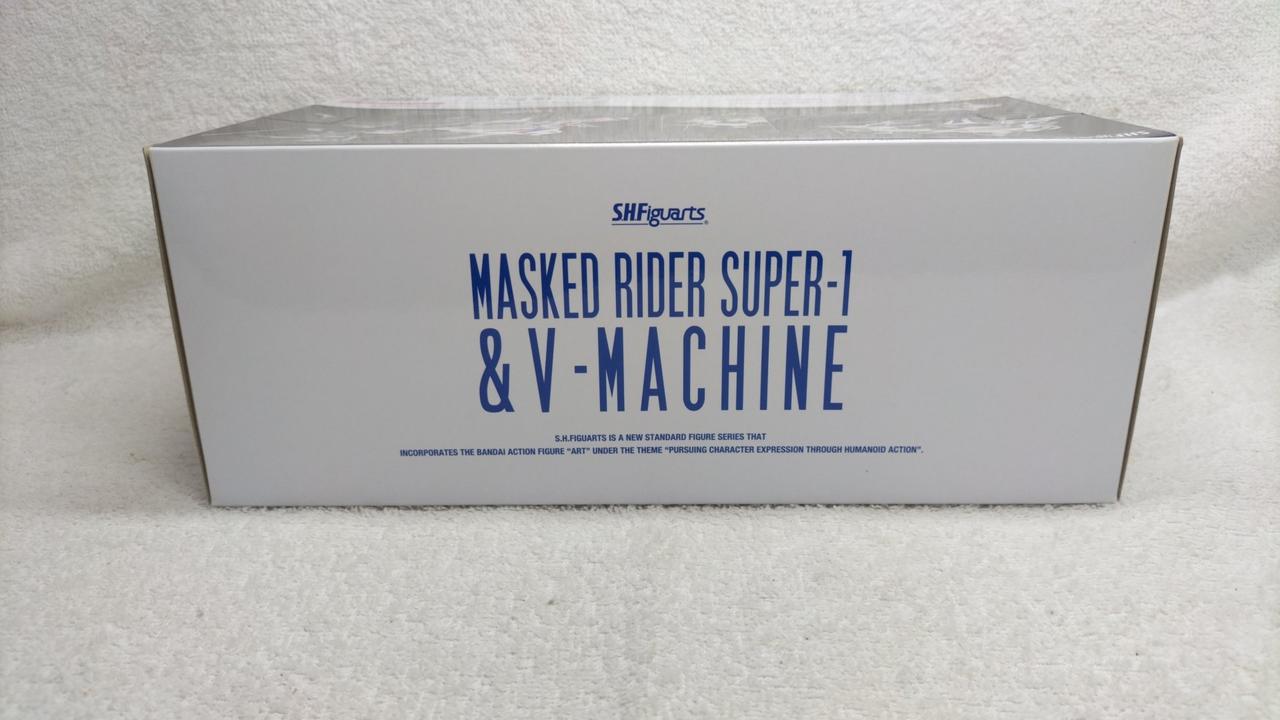 S.H.Figuarts
MASKED RIDER SUPER-1
& V-MACHINE
S.H.FIGUARTS IS A NEW STANDARD FIGURE SERIES THAT
INCORPORATES THE BANDAI ACTION FIGURE "ART" UNDER THE THEME "PURSUING CHARACTER EXPRESSION THROUGH HUMANOID ACTION".